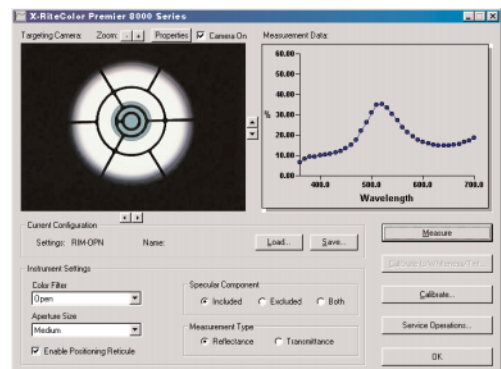 X-RiteColor Premier 8000 Series
Targeting Camera: Zoom: - + Properties Camera On
Measurement Data:
60.00
50.00
40.00
30.00
20.00
10.00
0.00
400.0 500.0 600.0 700.0
Wavelength
Current Configuration
Settings: RIM-OPN Name: Load... Save...
Instrument Settings
Color Filter
Open
Aperture Size
Medium
Enable Positioning Reticule
Specular Component
Included Excluded Both
Measurement Type
Reflectance Transmittance
Measure
Calibrate...
Service Operations...
OK